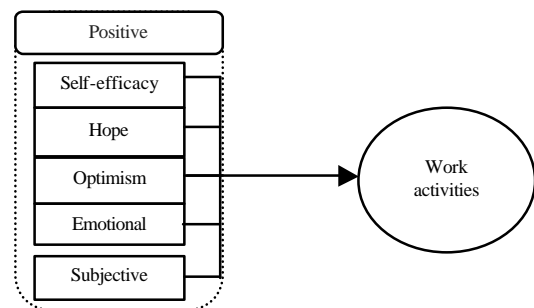 Positive
Self-efficacy
Hope
Optimism
Emotional
Subjective
Work
activities